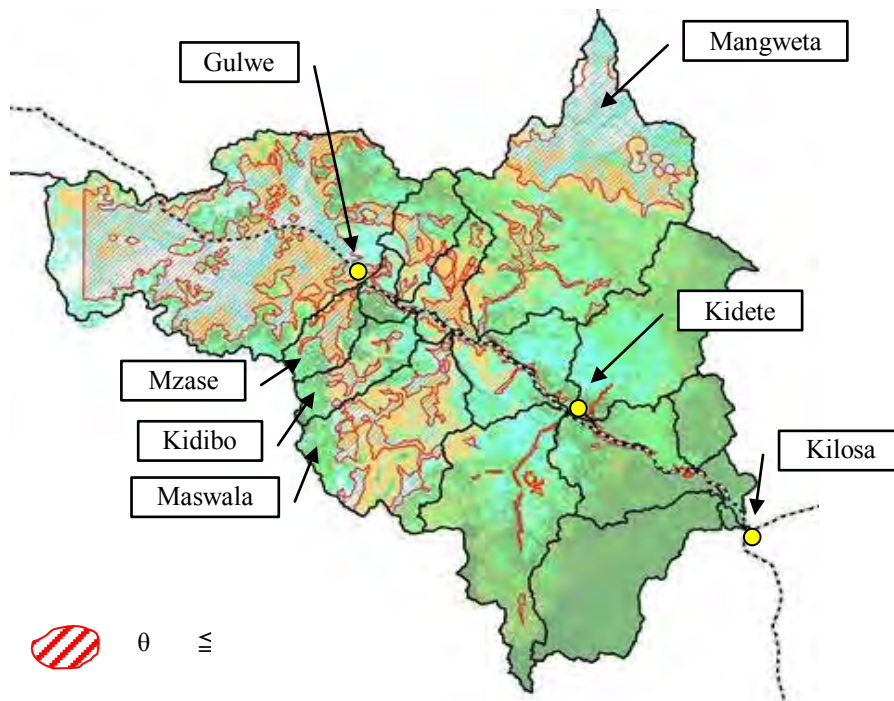 Mangweta
Gulwe
Kidete
Mzase
Kidibo
Kilosa
Maswala
θ ≦